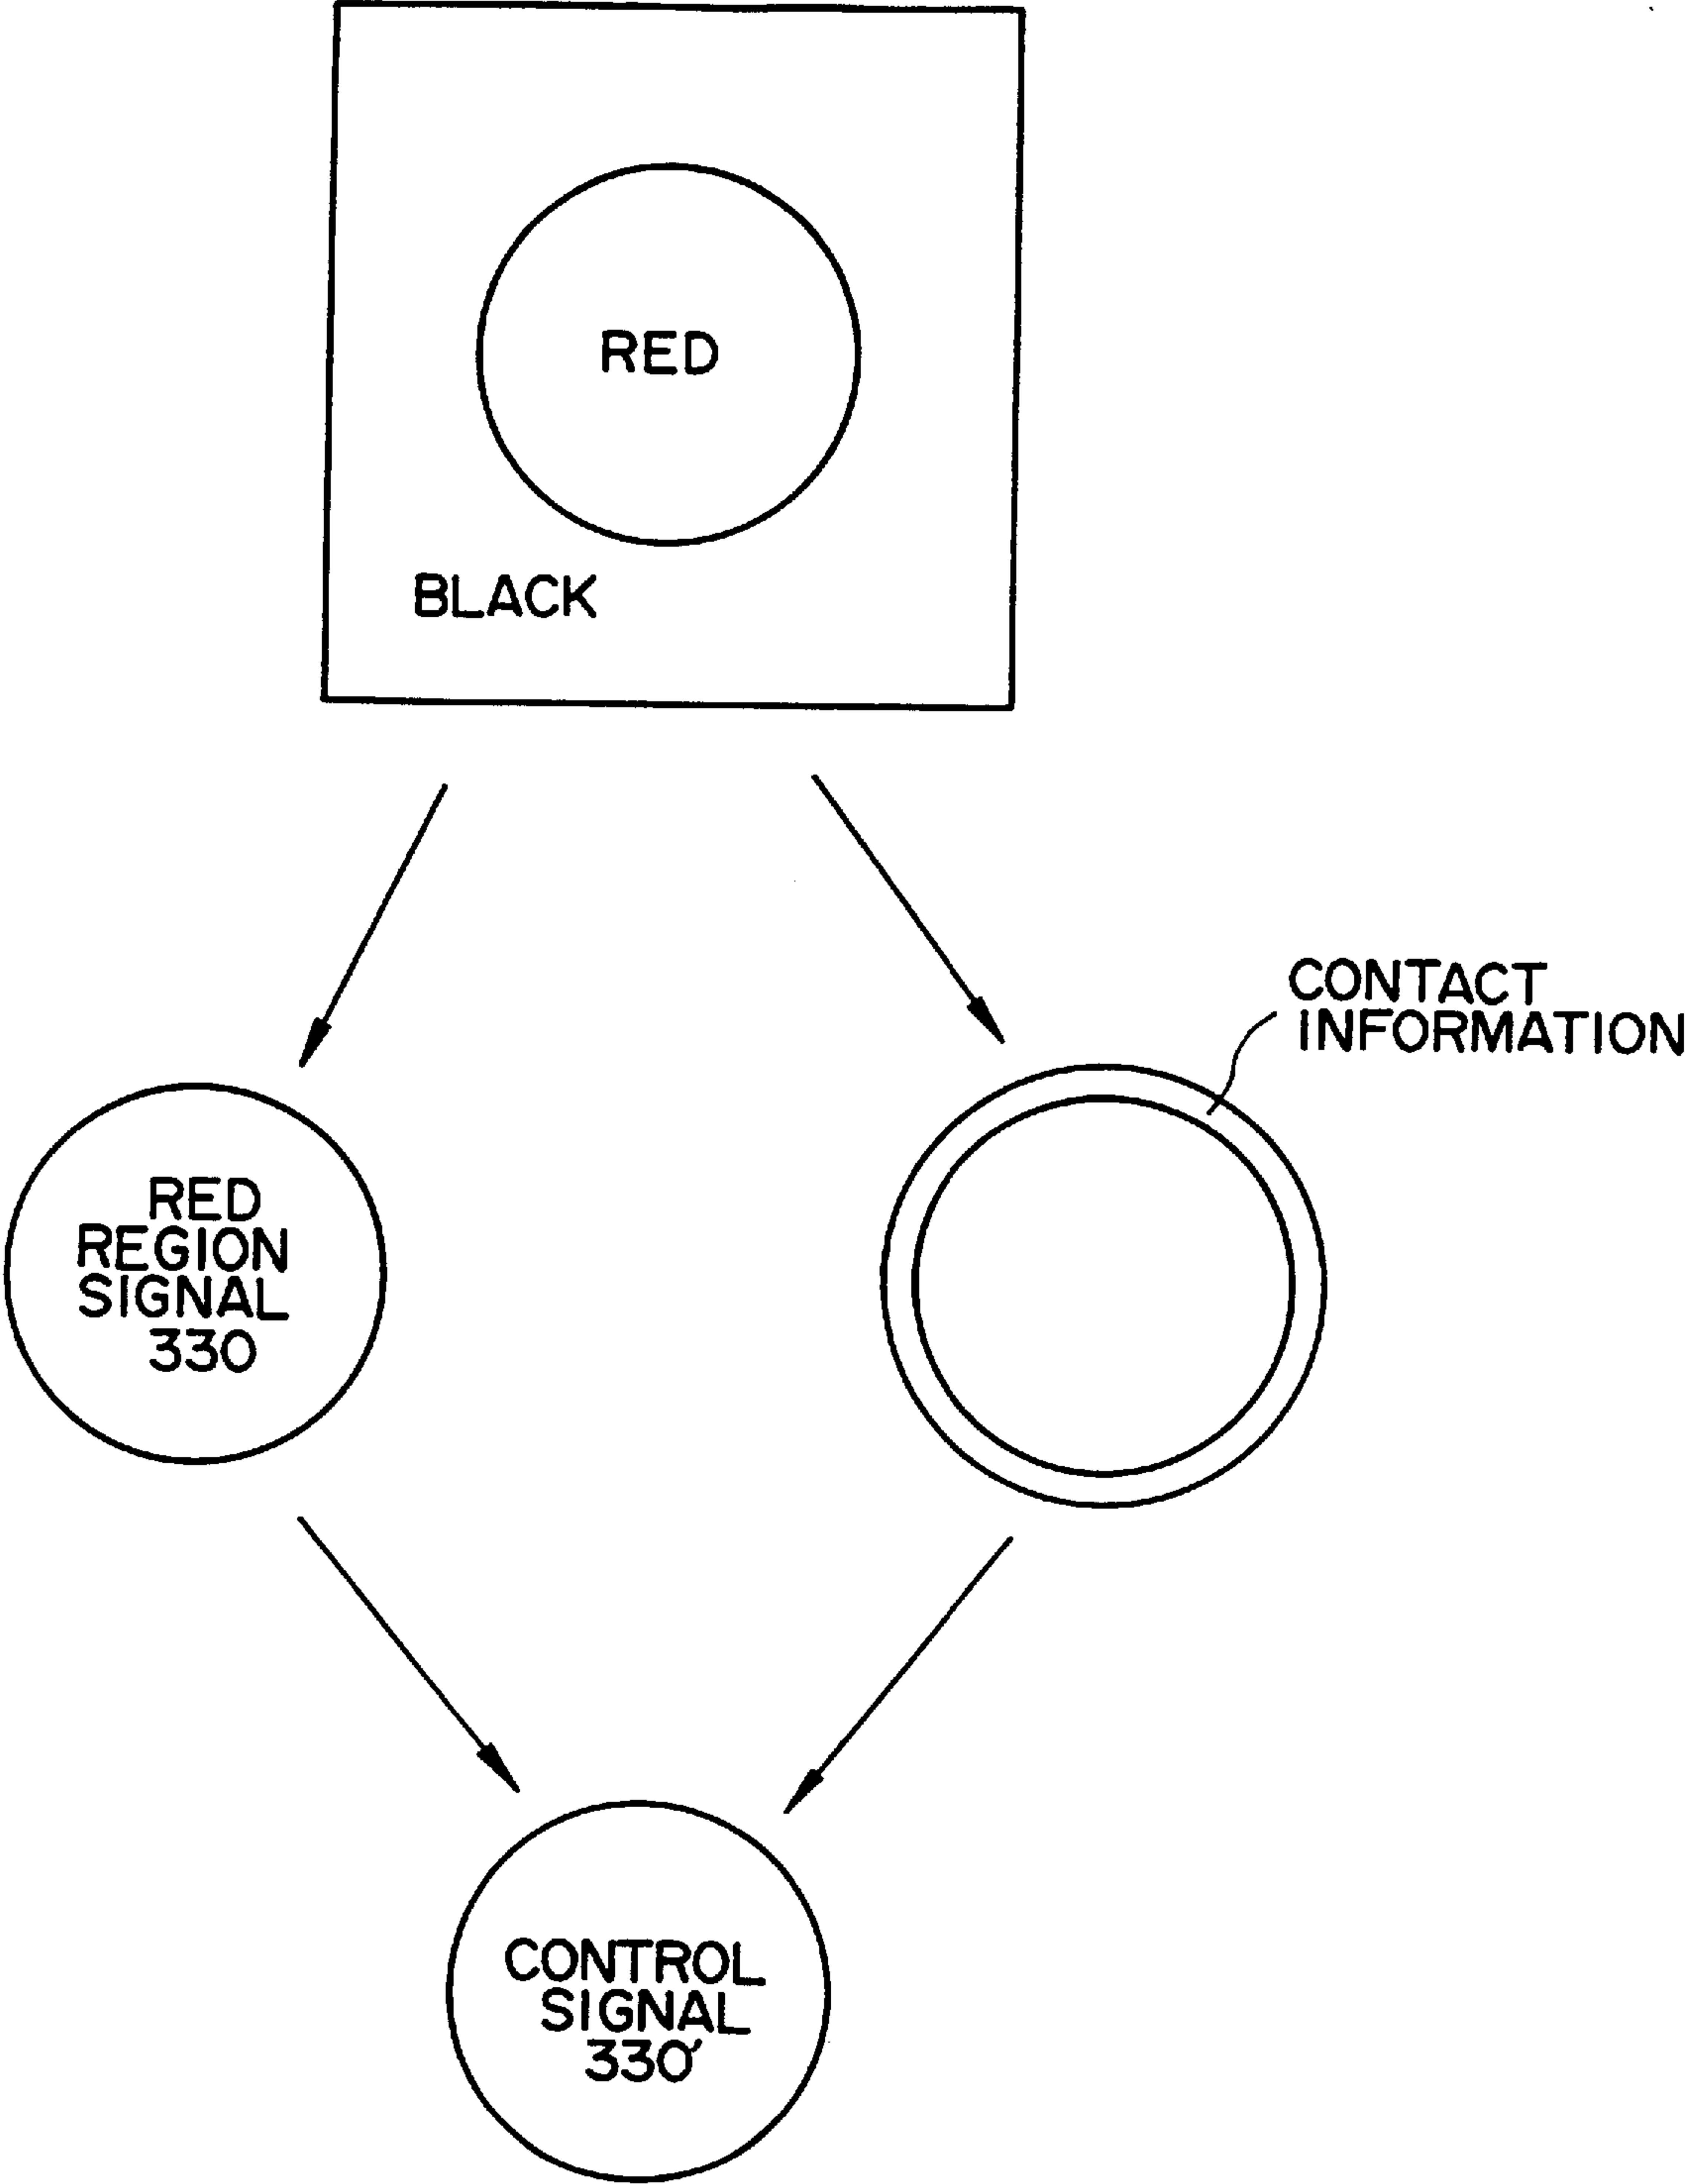 RED
BLACK
CONTACT
INFORMATION
RED
REGION
SIGNAL
330
CONTROL
SIGNAL
330'